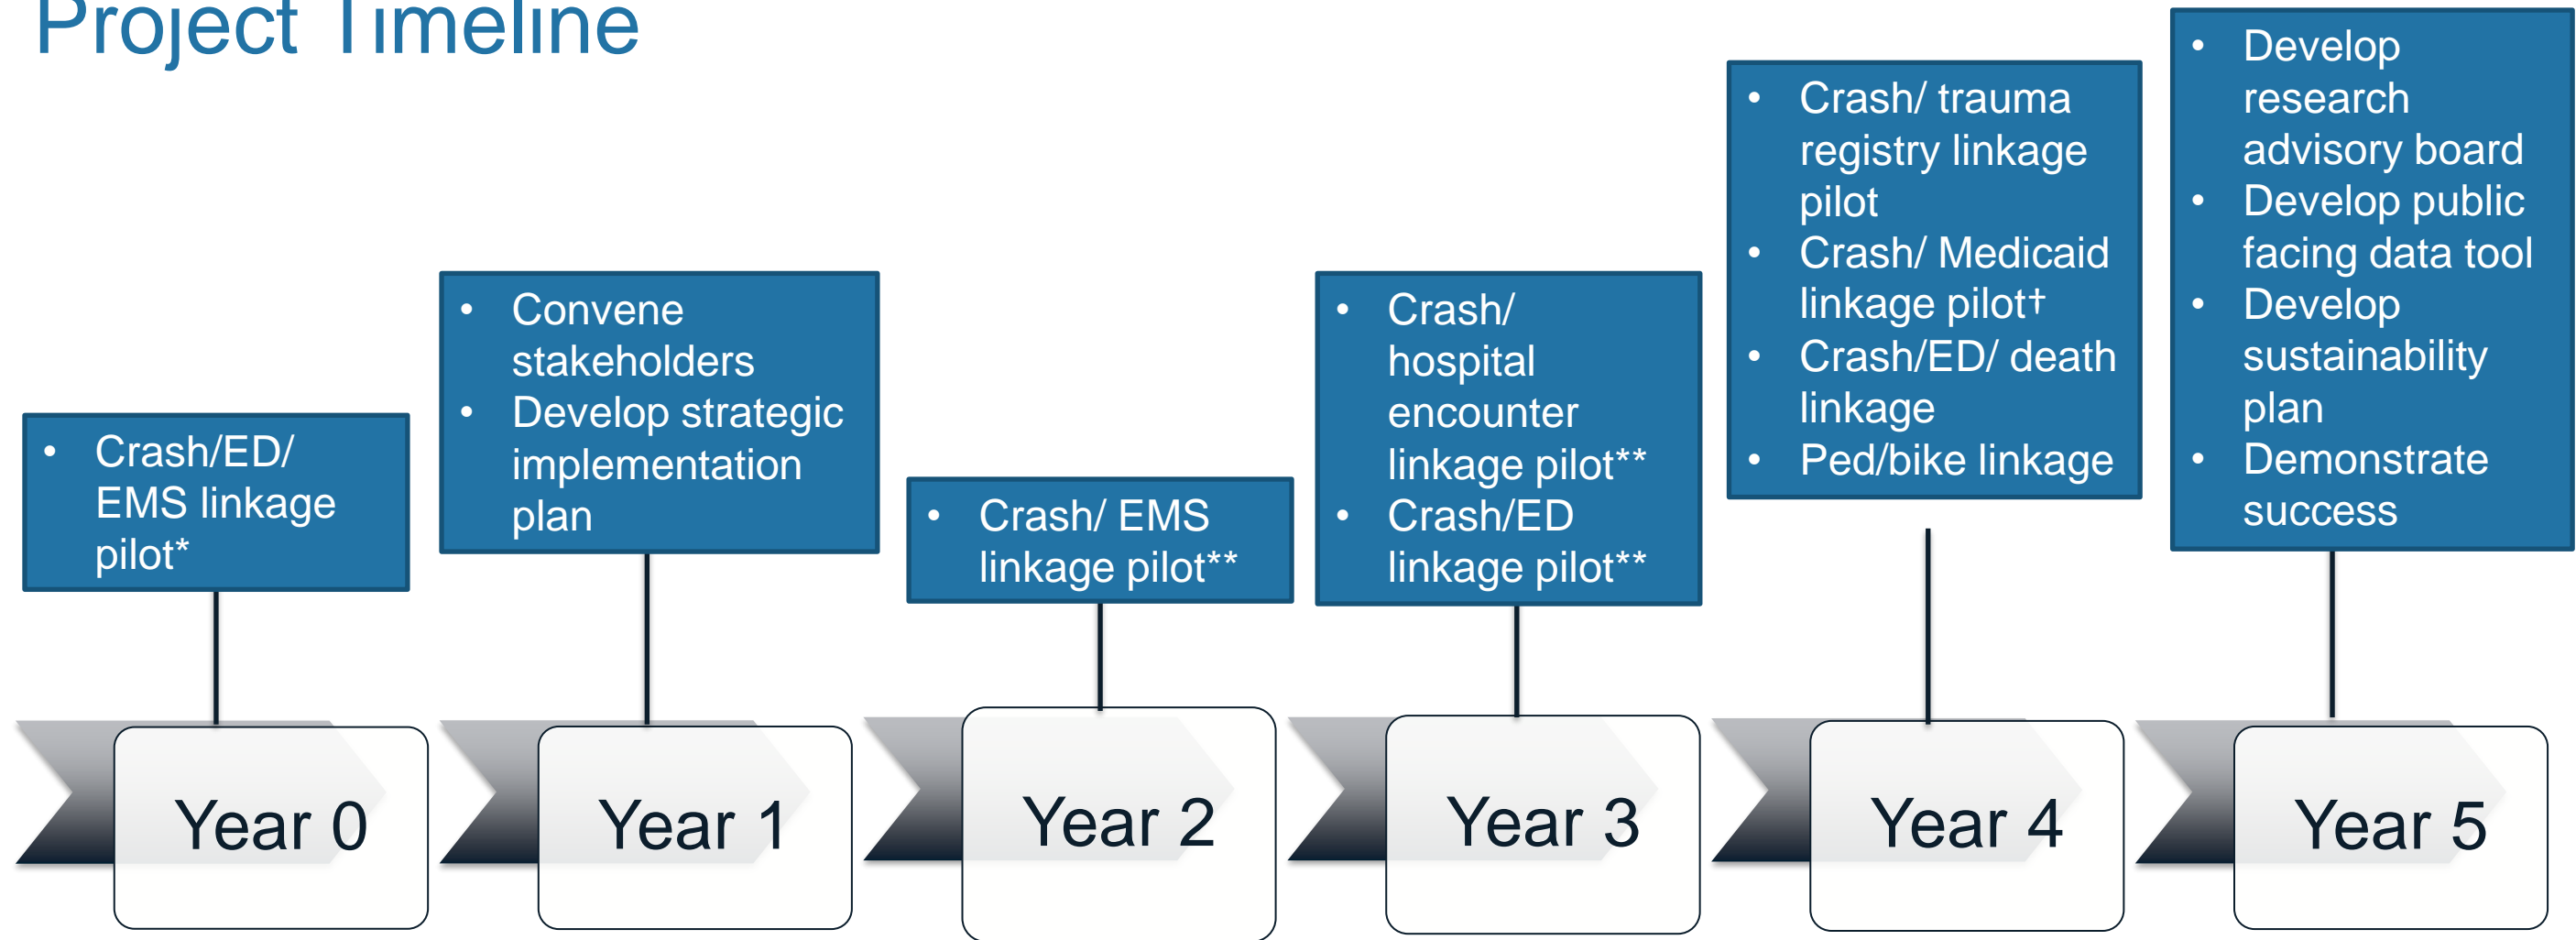 Project Timeline
• Crash/ED/
EMS linkage
pilot*
• Convene
stakeholders
• Develop strategic
implementation
plan
• Crash/ EMS
linkage pilot**
• Crash/
hospital
encounter
linkage pilot**
• Crash/ED
linkage pilot**
• Crash/ trauma
registry linkage
pilot
• Crash/ Medicaid
linkage pilot†
• Crash/ED/ death
linkage
• Ped/bike linkage
• Develop
research
advisory board
• Develop public
facing data tool
• Develop
sustainability
plan
• Demonstrate
success
Year 0
Year 1
Year 2
Year 3
Year 4
Year 5